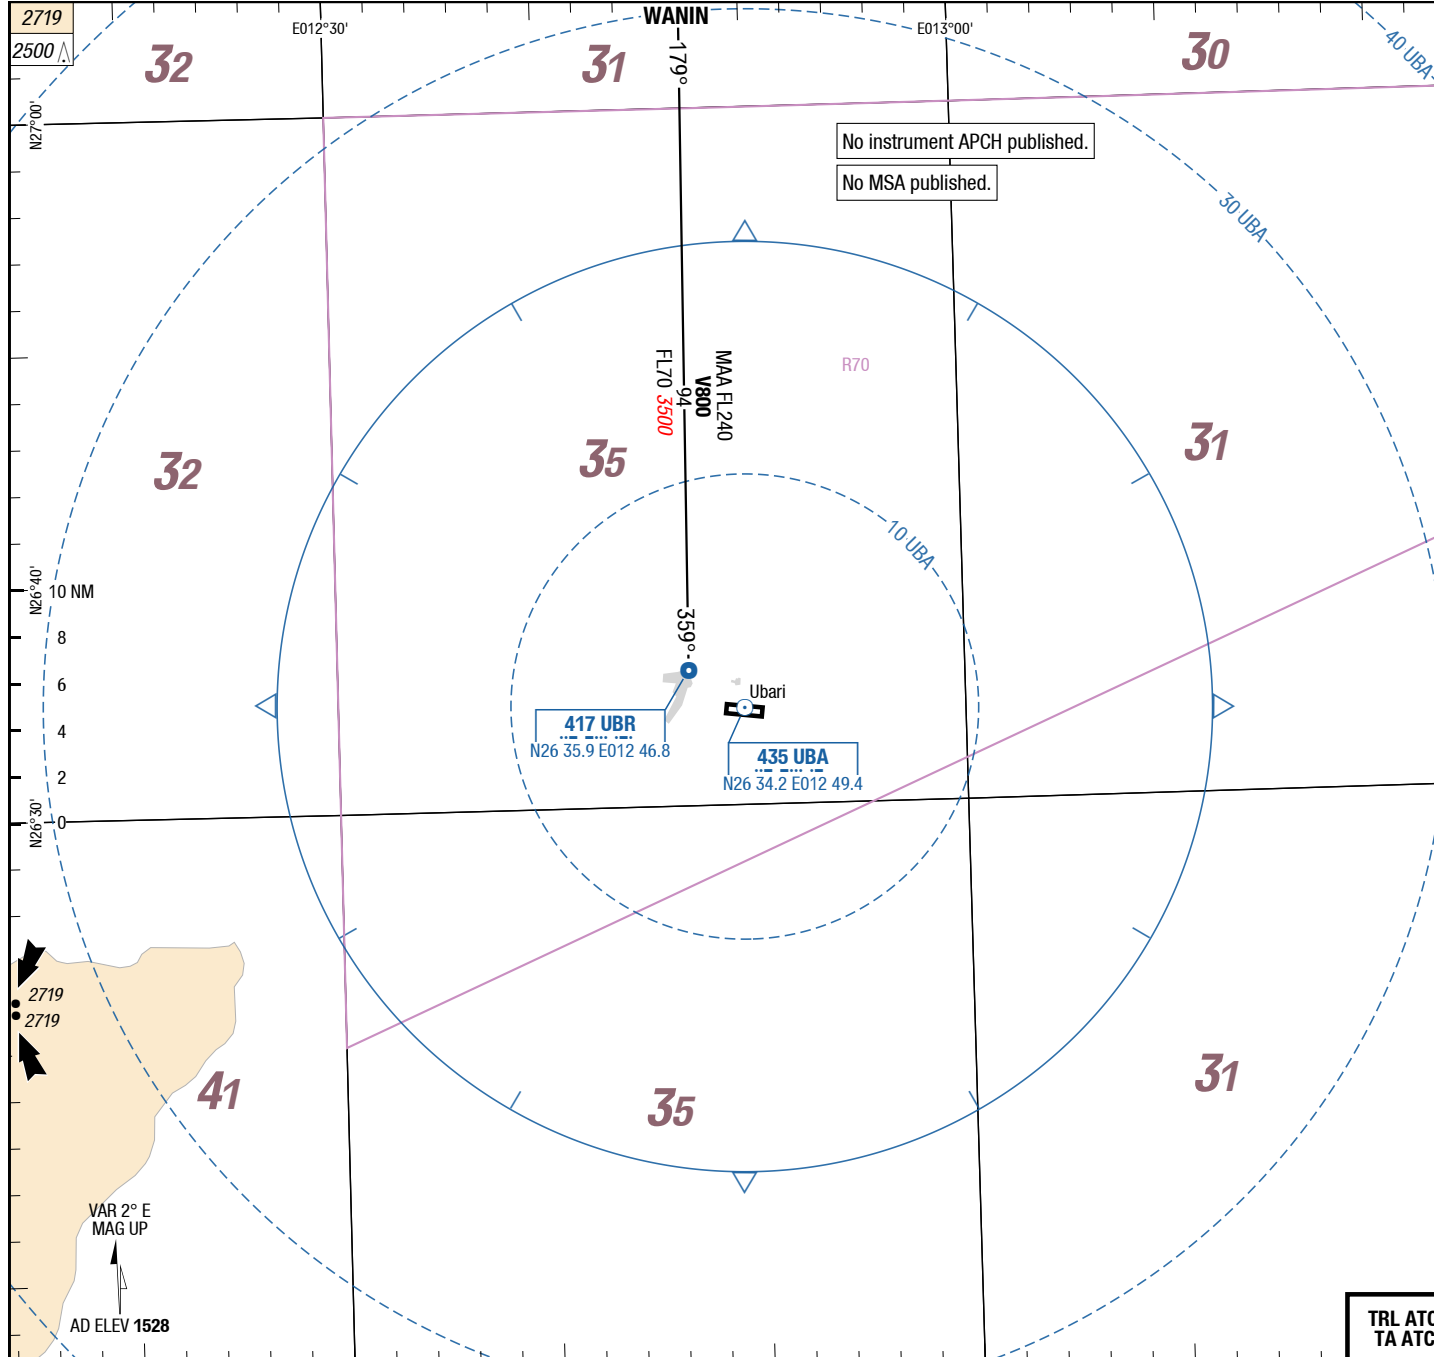 2719
2500
WANIN
E012°30'
E013°00'
32
31
30
40 UBA
179°
N27°00'
No instrument APCH published.
No MSA published.
30 UBA
MAA FL240
V800
94
FL70 3500
R70
32
35
31
10 UBA
N26°40'
10 NM
8
6
4
2
0
359°
Ubari
417 UBR
N26 35.9 E012 46.8
435 UBA
N26 34.2 E012 49.4
N26°30'
2719
2719
41
35
31
VAR 2° E
MAG UP
AD ELEV 1528
TRL ATC
TA ATC